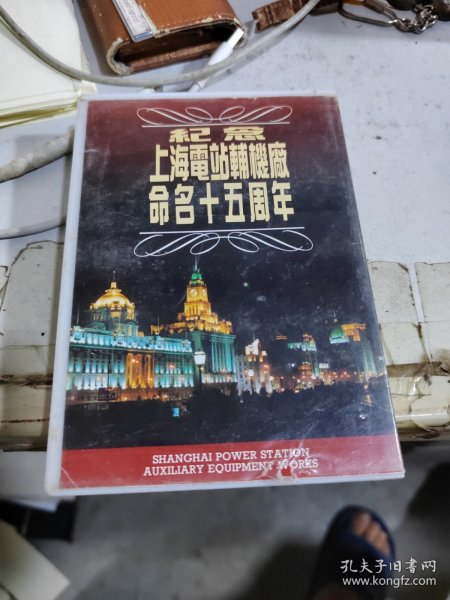 紀念
上海電站輔機廠
命名十五周年
SHANGHAI POWER STATION
AUXILIARY EQUIPMENT WORKS
孔夫子旧书网
www.kongfz.com